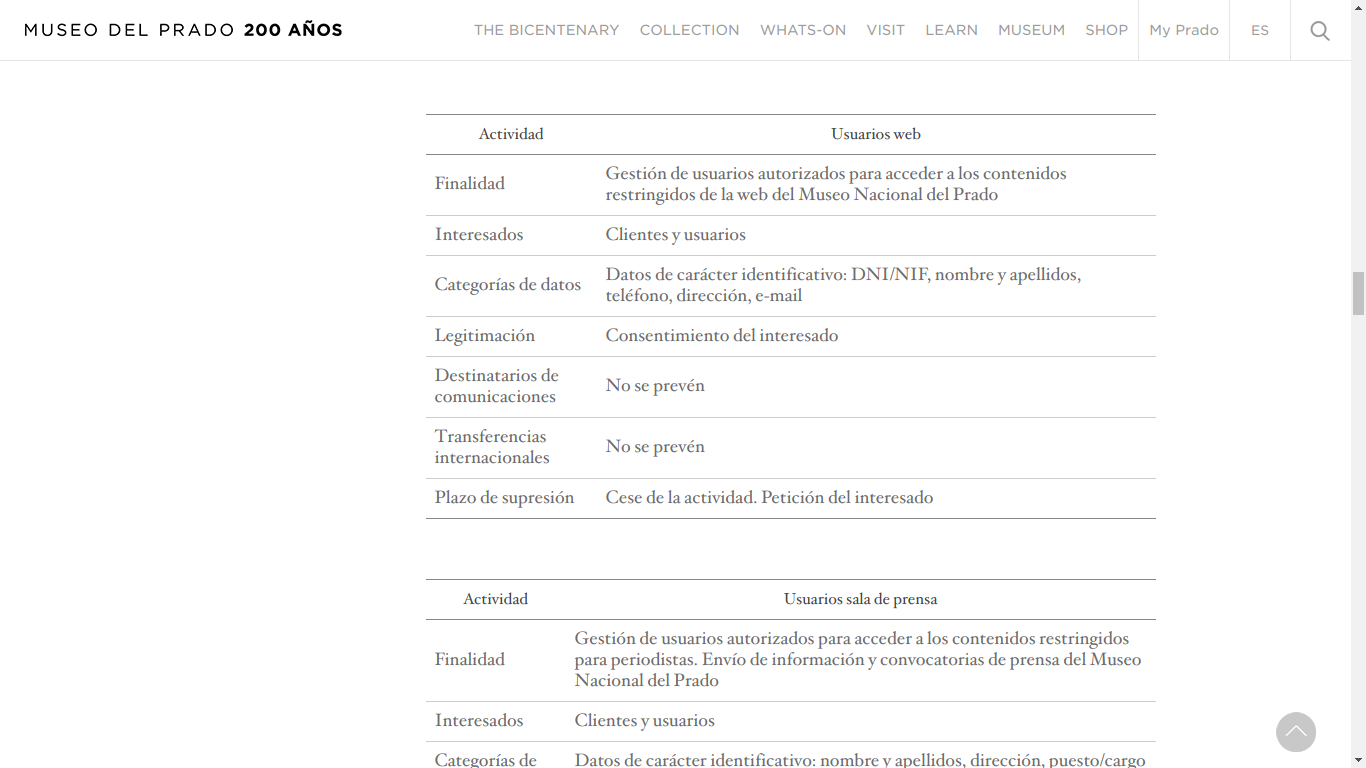 MUSEO DEL PRADO 200 AÑOS
THE BICENTENARY COLLECTION WHATS-ON VISIT LEARN MUSEUM SHOP My Prado ES
Actividad Usuarios web
Finalidad
Gestión de usuarios autorizados para acceder a los contenidos
restringidos de la web del Museo Nacional del Prado
Interesados Clientes y usuarios
Categorías de datos
Datos de carácter identificativo: DNI/NIF, nombre y apellidos,
teléfono, dirección, e-mail
Legitimación Consentimiento del interesado
Destinatarios de
comunicaciones
No se prevén
Transferencias
internacionales
No se prevén
Plazo de supresión Cese de la actividad. Petición del interesado
Actividad Usuarios sala de prensa
Finalidad
Gestión de usuarios autorizados para acceder a los contenidos restringidos
para periodistas. Envío de información y convocatorias de prensa del Museo
Nacional del Prado
Interesados Clientes y usuarios
Categorías de Datos de carácter identificativo: nombre y apellidos, dirección, puesto/cargo